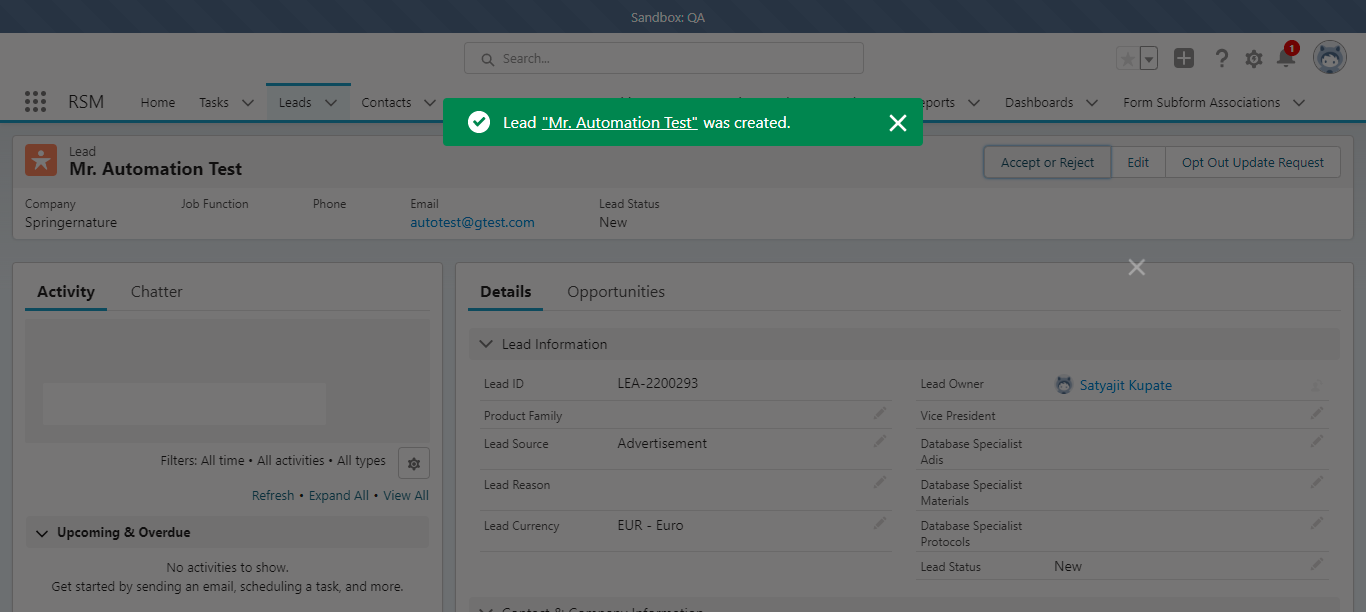 Sandbox: QA
Search...
1
RSM Home Tasks Leads Contacts Dashboards Form Subform Associations
Lead "Mr. Automation Test" was created.
Lead
Mr. Automation Test
Accept or Reject Edit Opt Out Update Request
Company Job Function Phone Email Lead Status
Springernature autotest@gtest.com New
Activity Chatter
Filters: All time • All activities • All types
Refresh • Expand All • View All
Upcoming & Overdue
No activities to show.
Get started by sending an email, scheduling a task, and more.
Details Opportunities
Lead Information
Lead ID LEA-2200293 Lead Owner Satyajit Kupate
Product Family Vice President
Lead Source Advertisement Database Specialist
Adis
Lead Reason Database Specialist
Materials
Lead Currency EUR - Euro Database Specialist
Protocols
Lead Status New
Contact & Company Information